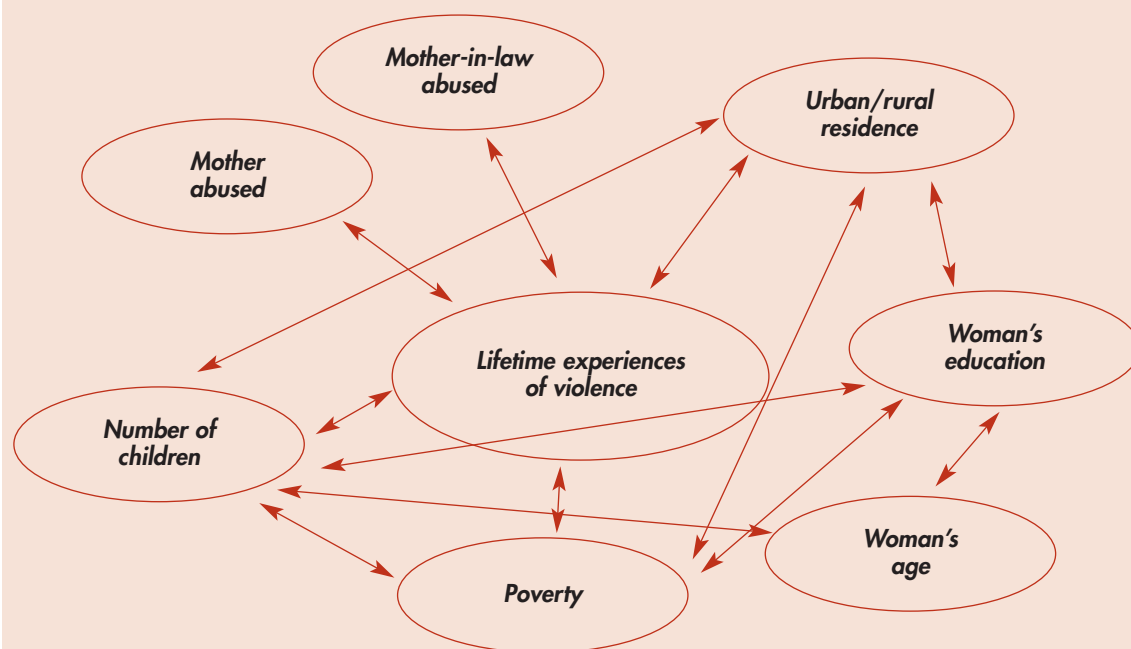 Mother-in-law
abused
Urban/rural
residence
Mother
abused
Woman's
education
Lifetime experiences
of violence
Number of
children
Woman's
age
Poverty